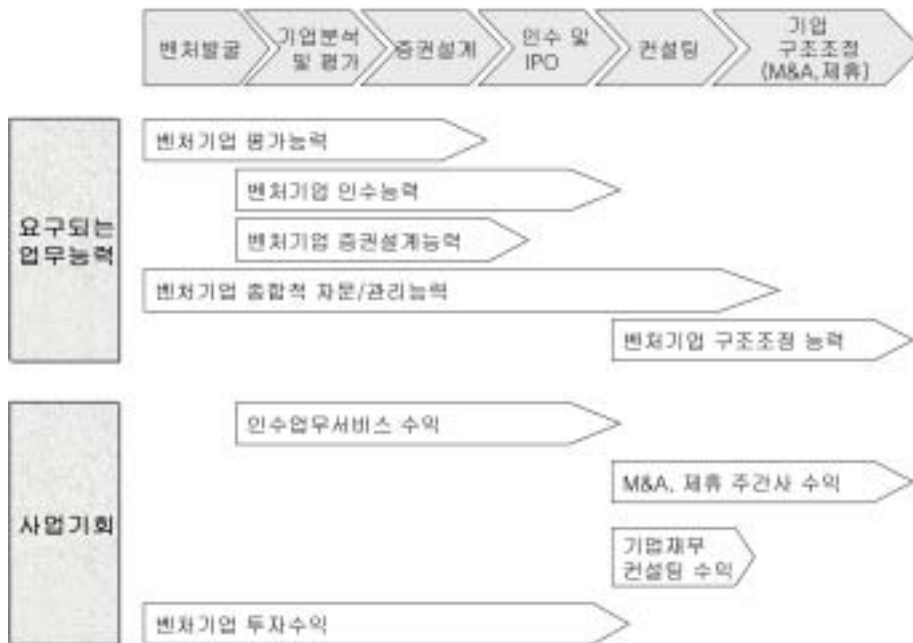 벤처발굴
기업분석
및 평가
증권설계
인수 및
IPO
컨설팅
기업
구조조정
(M&A,제휴)
요구되는
업무능력
벤처기업 평가능력
벤처기업 인수능력
벤처기업 증권설계능력
벤처기업 종합적 자문/관리능력
벤처기업 구조조정 능력
사업기회
인수업무서비스 수익
M&A, 제휴 주간사 수익
기업재무
컨설팅 수익
벤처기업 투자수익